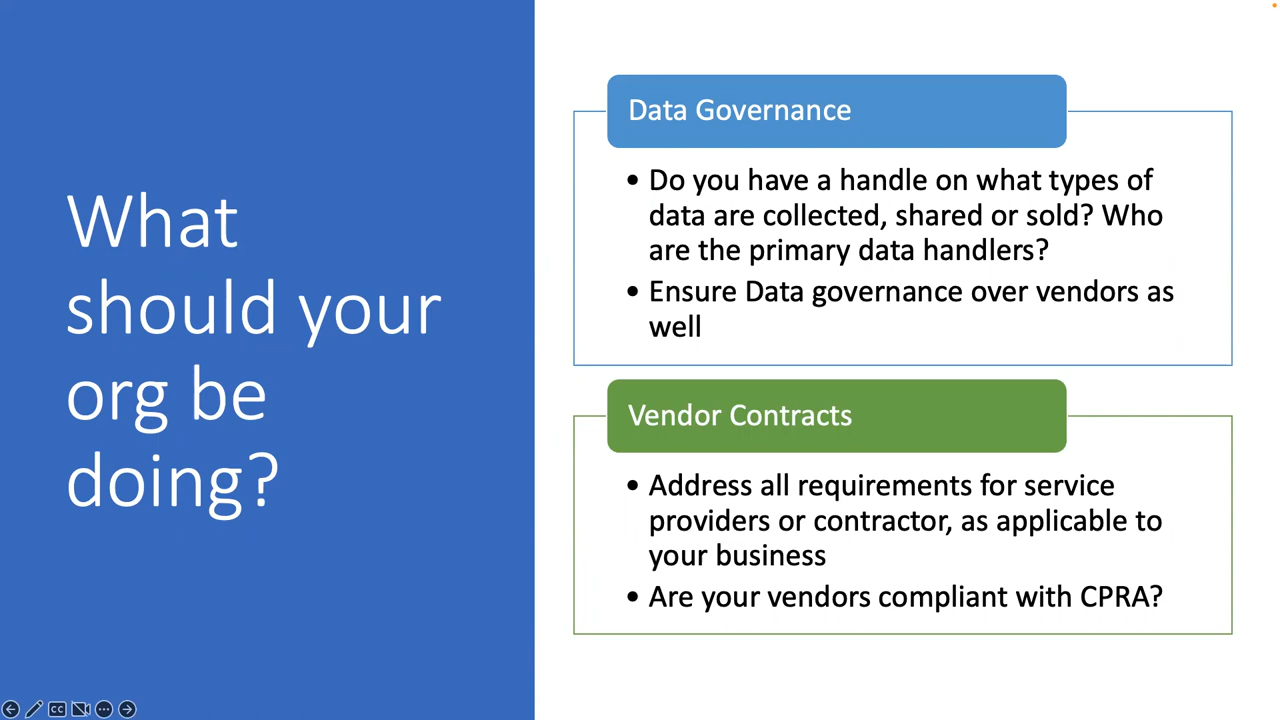 What
should your
org be
doing?
Data Governance
• Do you have a handle on what types of
data are collected, shared or sold? Who
are the primary data handlers?
• Ensure Data governance over vendors as
well
Vendor Contracts
• Address all requirements for service
providers or contractor, as applicable to
your business
• Are your vendors compliant with CPRA?
CC